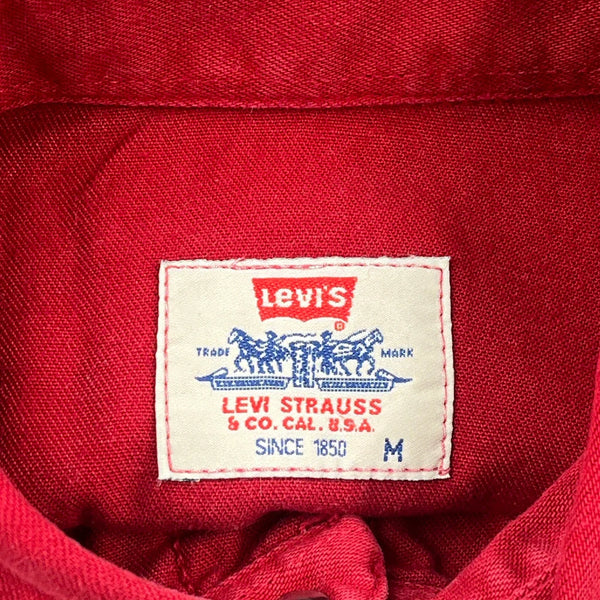 LEVI'S
TRADE MARK
LEVI STRAUSS
& CO. CAL. U.S.A.
SINCE 1850 M